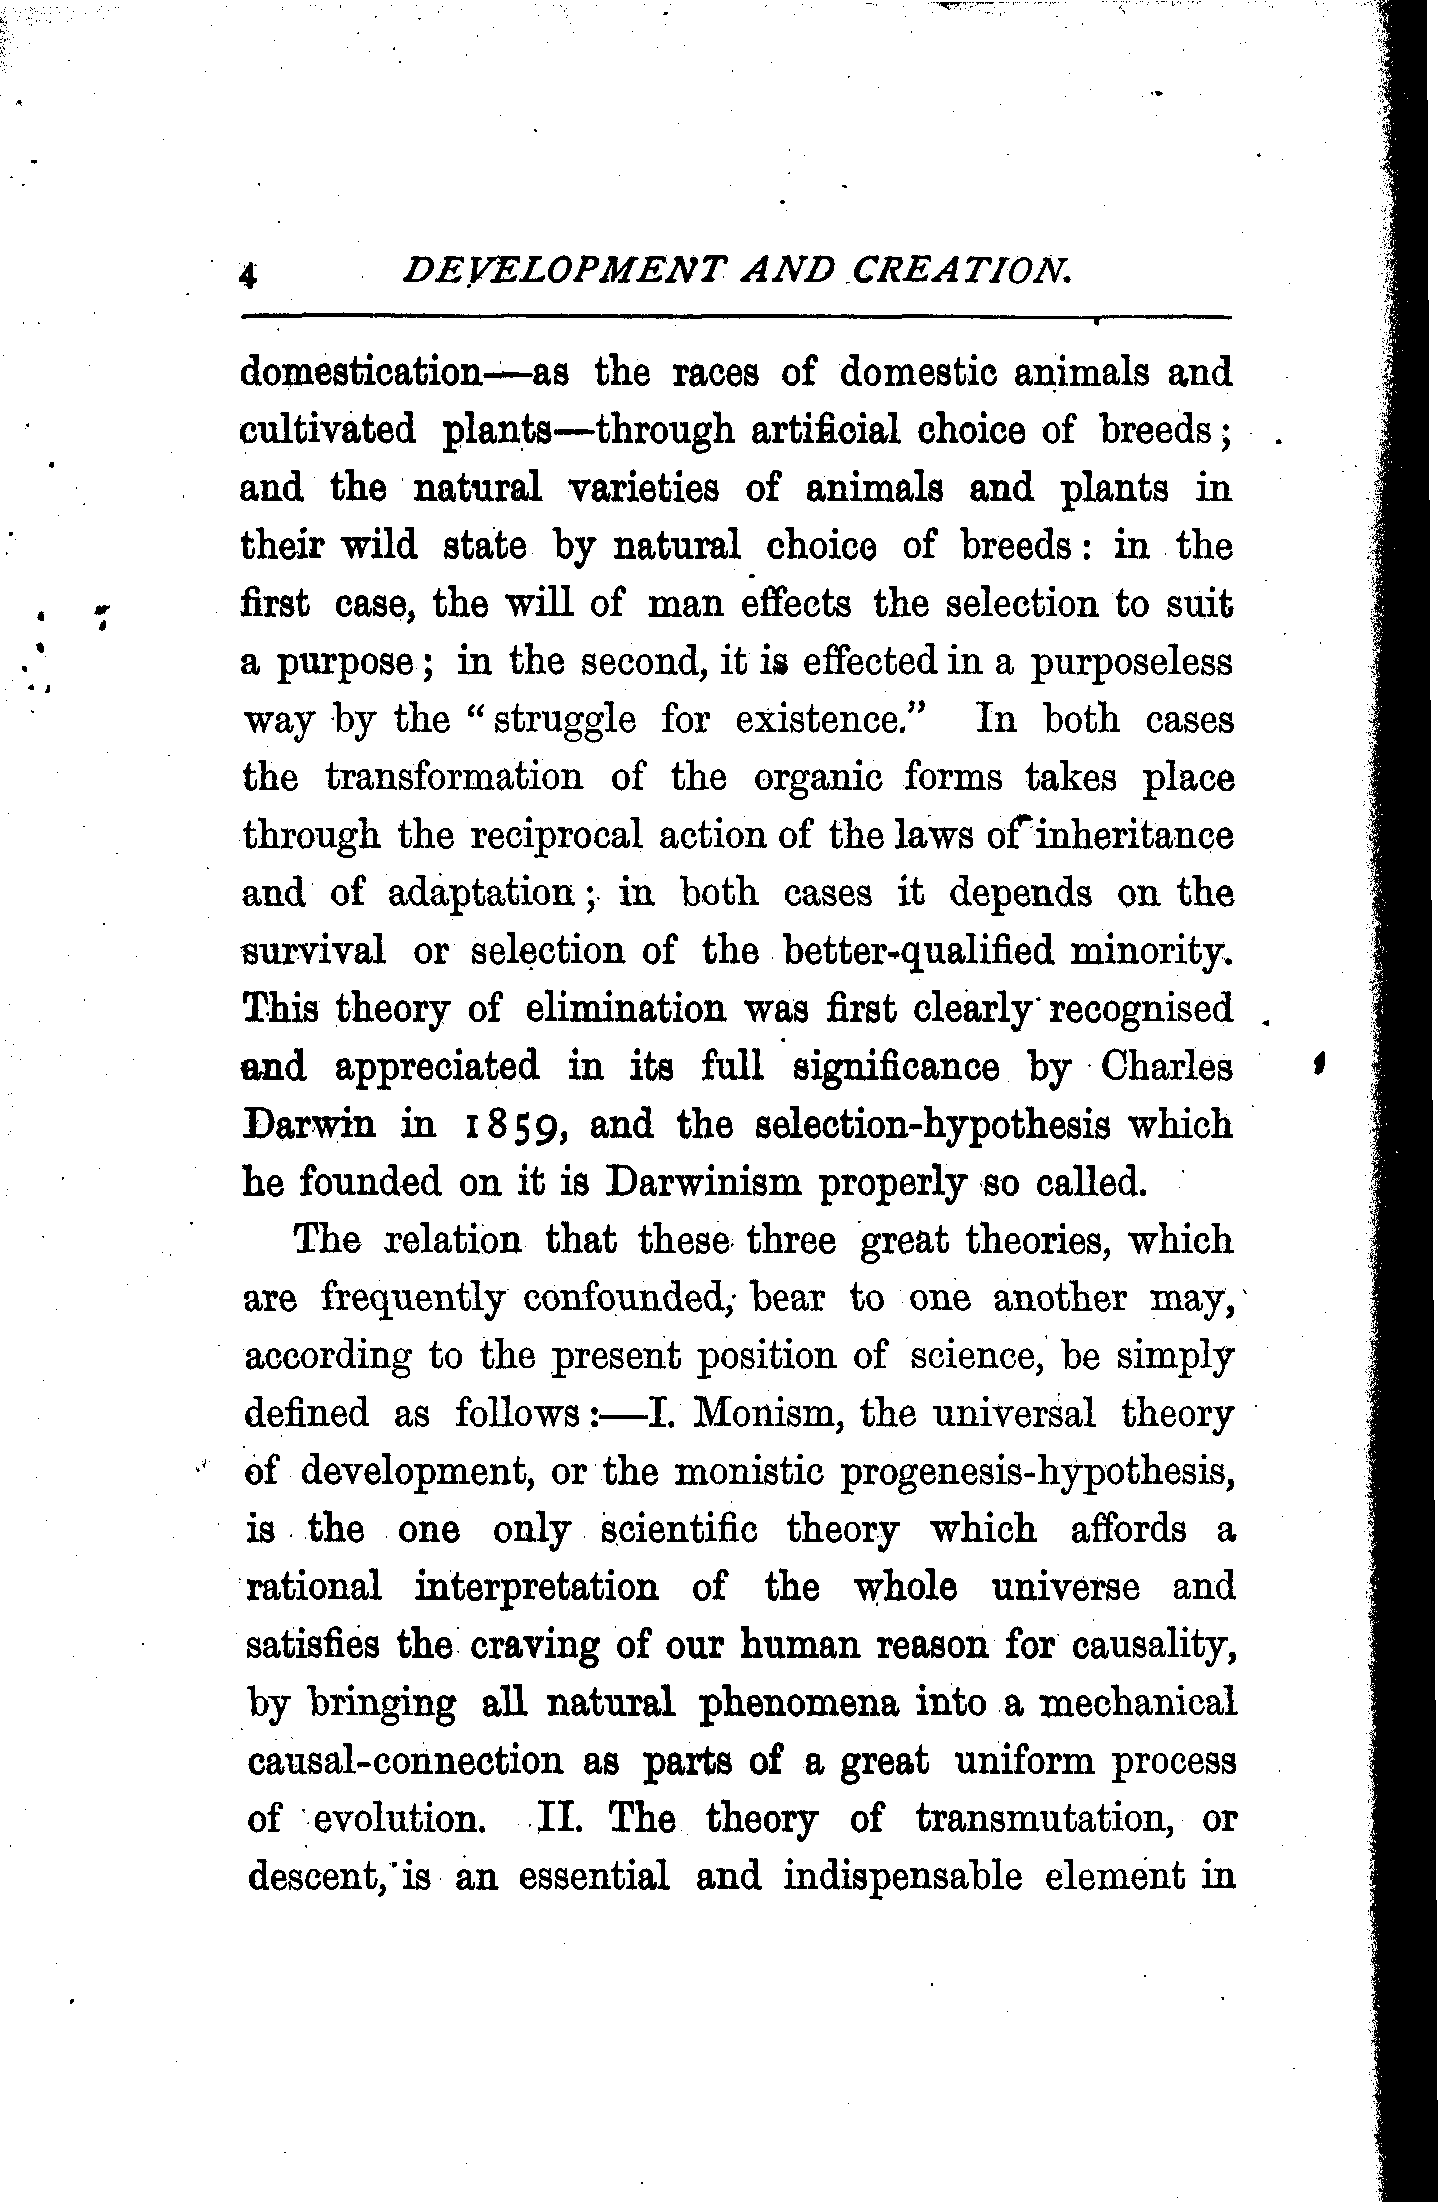 4 DEVELOPMENT AND CREATION.
domestication—as the races of domestic animals and
cultivated plants—through artificial choice of breeds;
and the natural varieties of animals and plants in
their wild state by natural choice of breeds: in the
first case, the will of man effects the selection to suit
a purpose; in the second, it is effected in a purposeless
way by the “struggle for existence.” In both cases
the transformation of the organic forms takes place
through the reciprocal action of the laws of inheritance
and of adaptation; in both cases it depends on the
survival or selection of the better-qualified minority.
This theory of elimination was first clearly recognised
and appreciated in its full significance by Charles
Darwin in 1859, and the selection-hypothesis which
he founded on it is Darwinism properly so called.
The relation that these three great theories, which
are frequently confounded, bear to one another may,
according to the present position of science, be simply
defined as follows:—I. Monism, the universal theory
of development, or the monistic progenesis-hypothesis,
is the one only scientific theory which affords a
rational interpretation of the whole universe and
satisfies the craving of our human reason for causality,
by bringing all natural phenomena into a mechanical
causal-connection as parts of a great uniform process
of evolution. II. The theory of transmutation, or
descent, is an essential and indispensable element in